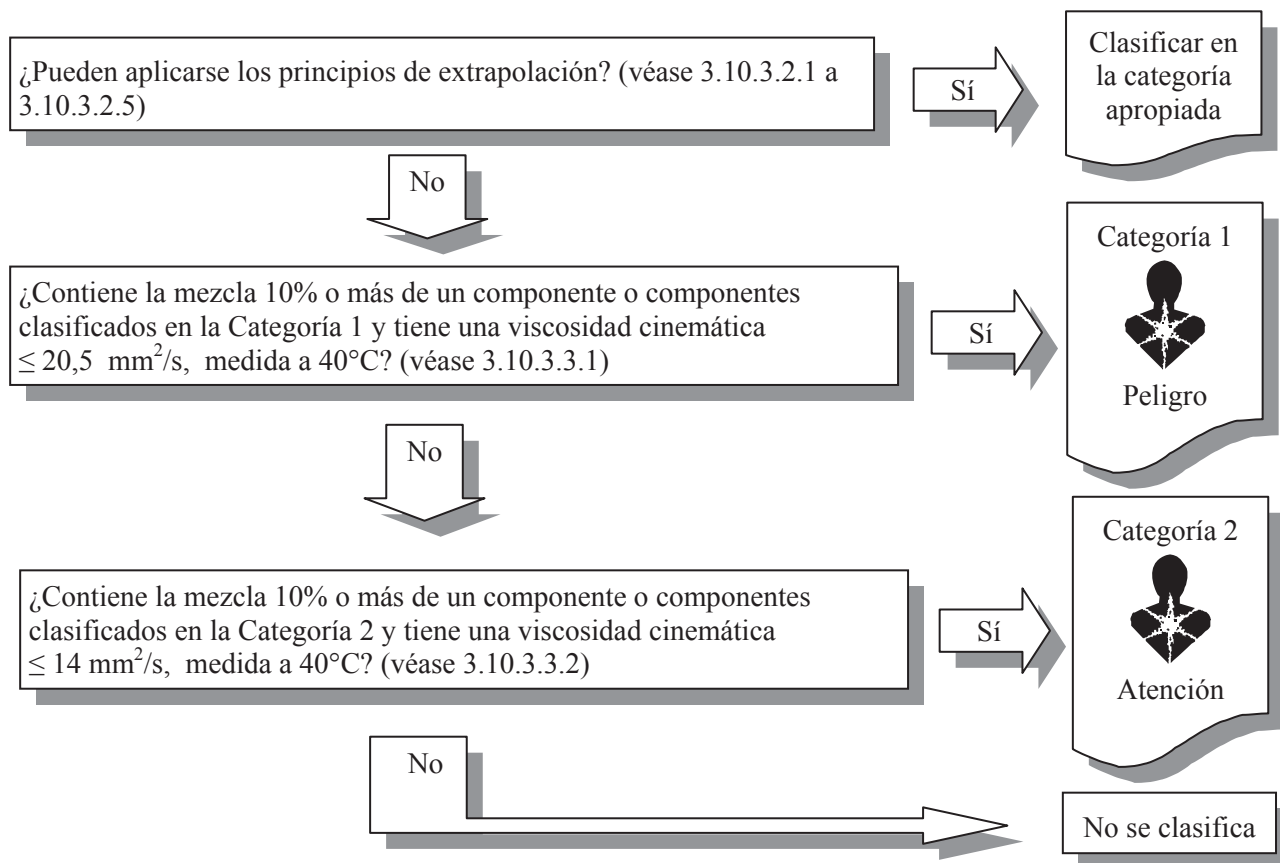 ¿Pueden aplicarse los principios de extrapolación? (véase 3.10.3.2.1 a
3.10.3.2.5)
Sí
Clasificar en
la categoría
apropiada
No
¿Contiene la mezcla 10% o más de un componente o componentes
clasificados en la Categoría 1 y tiene una viscosidad cinemática
≤ 20,5 mm²/s, medida a 40°C? (véase 3.10.3.3.1)
Sí
Categoría 1
Peligro
No
¿Contiene la mezcla 10% o más de un componente o componentes
clasificados en la Categoría 2 y tiene una viscosidad cinemática
≤ 14 mm²/s, medida a 40°C? (véase 3.10.3.3.2)
Sí
Categoría 2
Atención
No
No se clasifica